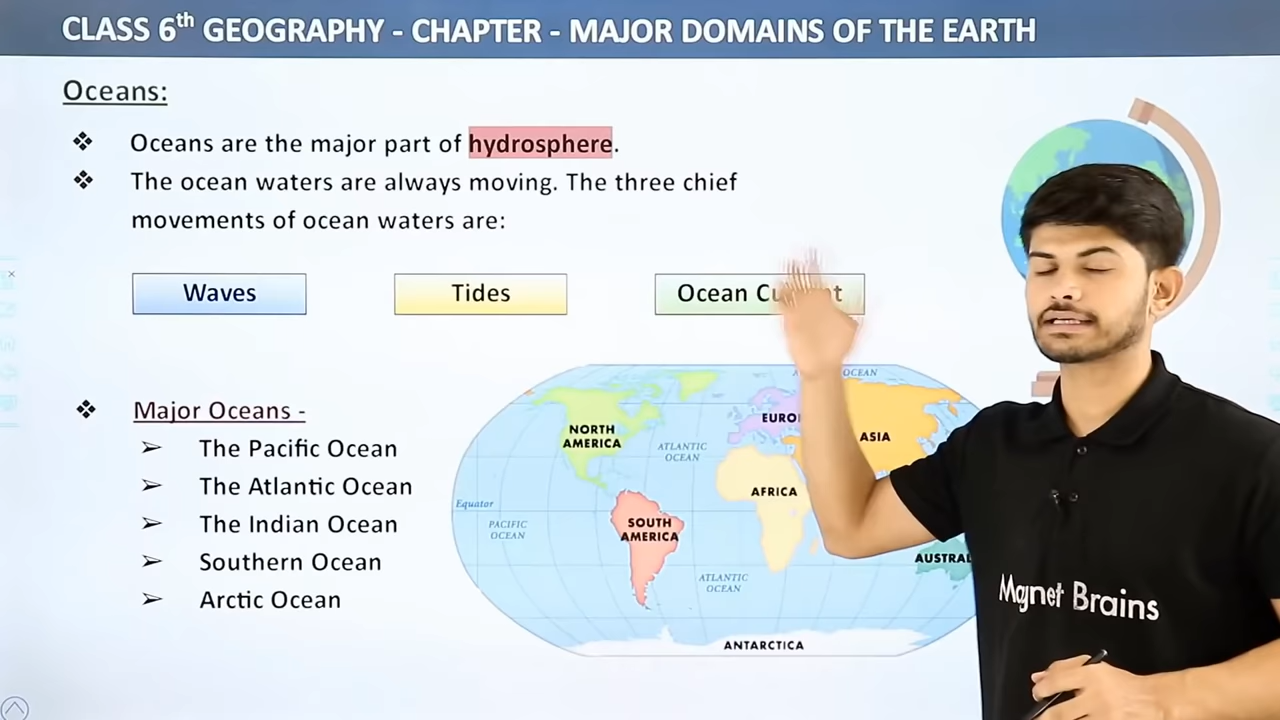 CLASS 6th GEOGRAPHY - CHAPTER - MAJOR DOMAINS OF THE EARTH
Oceans:
❖ Oceans are the major part of hydrosphere.
❖ The ocean waters are always moving. The three chief
movements of ocean waters are:
Waves
Tides
Ocean
❖ Major Oceans -
➢ The Pacific Ocean
➢ The Atlantic Ocean
➢ The Indian Ocean
➢ Southern Ocean
➢ Arctic Ocean
OCEAN
NORTH
AMERICA
ATLANTIC
OCEAN
ASIA
AFRICA
Equator
PACIFIC
OCEAN
SOUTH
AMERICA
ATLANTIC
OCEAN
ANTARCTICA
Magnet Brains